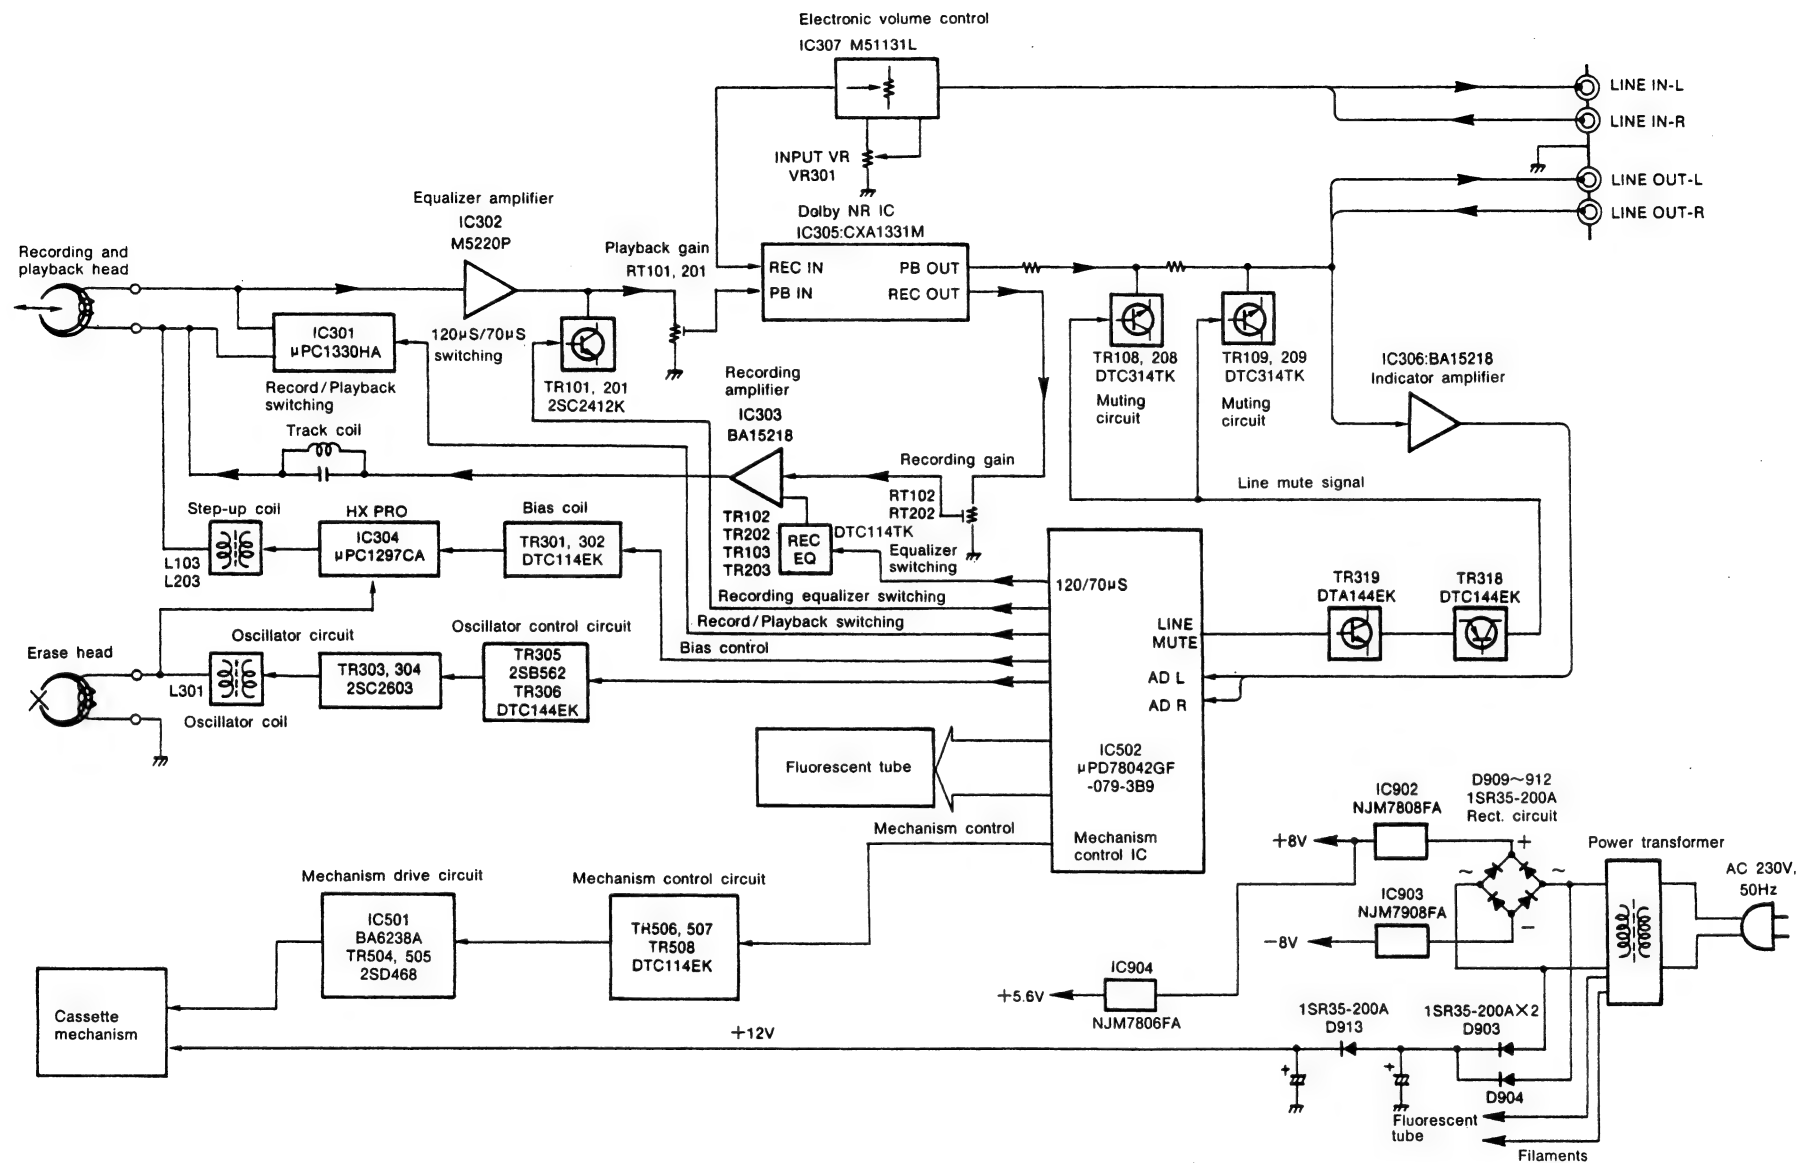 Electronic volume control
IC307 M51131L
LINE IN-L
LINE IN-R
INPUT VR
VR301
LINE OUT-L
LINE OUT-R
Equalizer amplifier
IC302
M5220P
Dolby NR IC
IC305:CXA1331M
Recording and
playback head
Playback gain
RT101, 201
REC IN
PB OUT
PB IN
REC OUT
IC301
µPC1330HA
120µS/70µS
switching
Record/Playback
switching
TR101, 201
2SC2412K
TR108, 208
DTC314TK
Muting
circuit
TR109, 209
DTC314TK
Muting
circuit
IC306:BA15218
Indicator amplifier
Recording
amplifier
IC303
BA15218
Track coil
Recording gain
RT102
RT202
Line mute signal
Step-up coil
HX PRO
IC304
µPC1297CA
Bias coil
TR301, 302
DTC114EK
TR102
TR202
TR103
TR203
REC
EQ
DTC114TK
Equalizer
switching
L103
L203
120/70µS
Recording equalizer switching
Record/Playback switching
Bias control
LINE
MUTE
TR319
DTA144EK
TR318
DTC144EK
AD L
AD R
Erase head
Oscillator circuit
Oscillator control circuit
L301
TR303, 304
2SC2603
TR305
2SB562
TR306
DTC144EK
Oscillator coil
Fluorescent tube
IC502
µPD78042GF
-079-3B9
Mechanism control
Mechanism
control IC
IC902
NJM7808FA
D909～912
1SR35-200A
Rect. circuit
+8V
+
~
~
−
Power transformer
AC 230V,
50Hz
IC903
NJM7908FA
−8V
Mechanism drive circuit
IC501
BA6238A
TR504, 505
2SD468
Mechanism control circuit
TR506, 507
TR508
DTC114EK
IC904
+5.6V
NJM7806FA
Cassette
mechanism
+12V
1SR35-200A
D913
1SR35-200A×2
D903
+
+
D904
Fluorescent
tube
Filaments